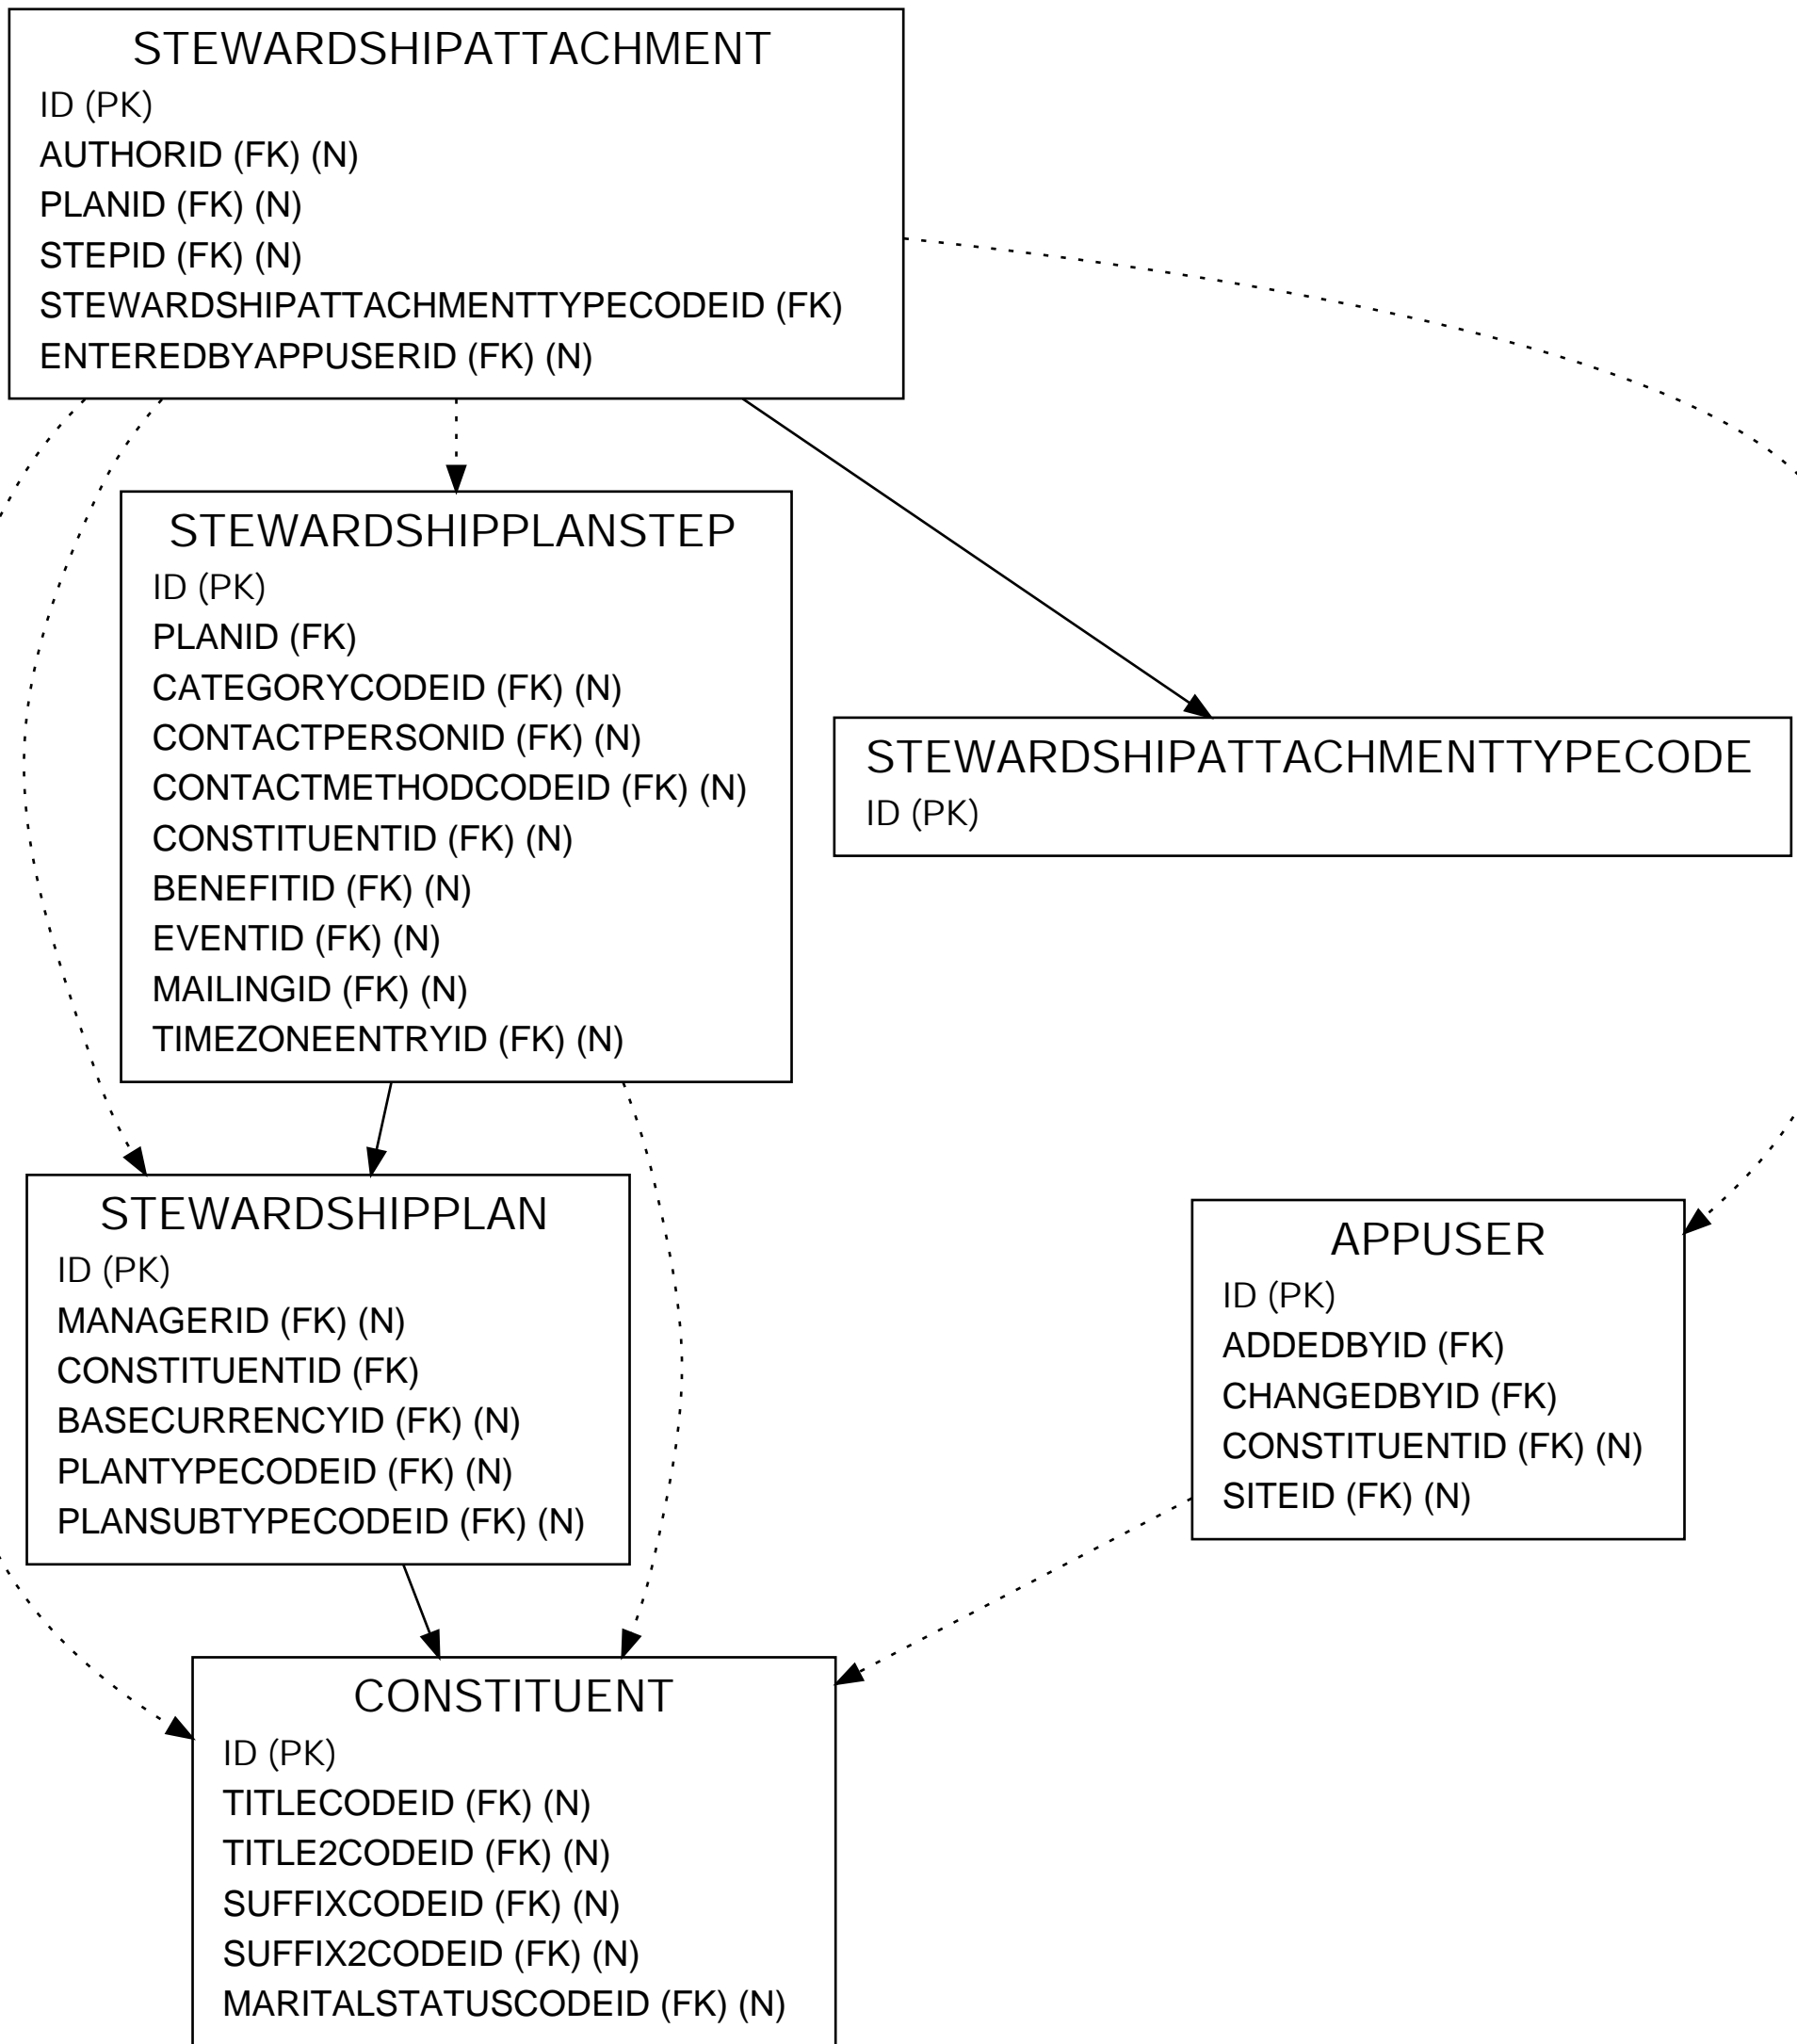 STEWARDSHIPATTACHMENT
ID (PK)
AUTHORID (FK) (N)
PLANID (FK) (N)
STEPID (FK) (N)
STEWARDSHIPATTACHMENTTYPECODEID (FK)
ENTEREDBYAPPUSERID (FK) (N)
STEWARDSHIPPLANSTEP
ID (PK)
PLANID (FK)
CATEGORYCODEID (FK) (N)
CONTACTPERSONID (FK) (N)
CONTACTMETHODCODEID (FK) (N)
CONSTITUENTID (FK) (N)
BENEFITID (FK) (N)
EVENTID (FK) (N)
MAILINGID (FK) (N)
TIMEZONEENTRYID (FK) (N)
STEWARDSHIPATTACHMENTTYPECODE
ID (PK)
STEWARDSHIPPLAN
ID (PK)
MANAGERID (FK) (N)
CONSTITUENTID (FK)
BASECURRENCYID (FK) (N)
PLANTYPECODEID (FK) (N)
PLANSUBTYPECODEID (FK) (N)
APPUSER
ID (PK)
ADDEDBYID (FK)
CHANGEDBYID (FK)
CONSTITUENTID (FK) (N)
SITEID (FK) (N)
CONSTITUENT
ID (PK)
TITLECODEID (FK) (N)
TITLE2CODEID (FK) (N)
SUFFIXCODEID (FK) (N)
SUFFIX2CODEID (FK) (N)
MARITALSTATUSCODEID (FK) (N)